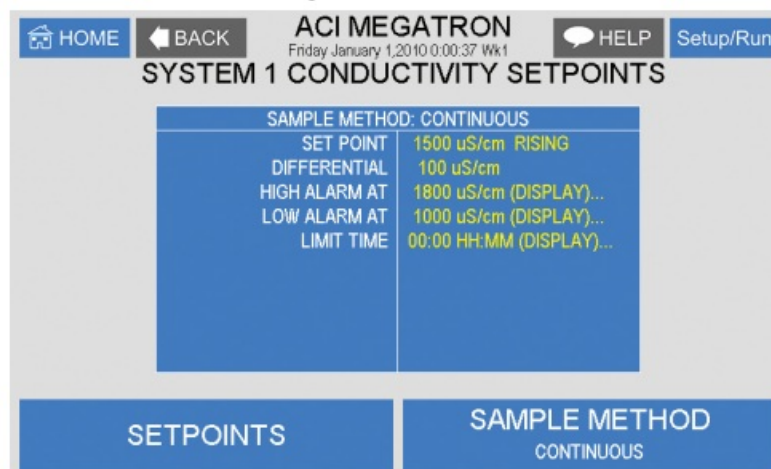 HOME
BACK
ACI MEGATRON
Friday January 1,2010 0:00:37 Wk1
HELP
Setup/Run
SYSTEM 1 CONDUCTIVITY SETPOINTS
SAMPLE METHOD: CONTINUOUS
SET POINT 1500 uS/cm RISING
DIFFERENTIAL 100 uS/cm
HIGH ALARM AT 1800 uS/cm (DISPLAY)...
LOW ALARM AT 1000 uS/cm (DISPLAY)...
LIMIT TIME 00:00 HH:MM (DISPLAY)...
SETPOINTS
SAMPLE METHOD
CONTINUOUS